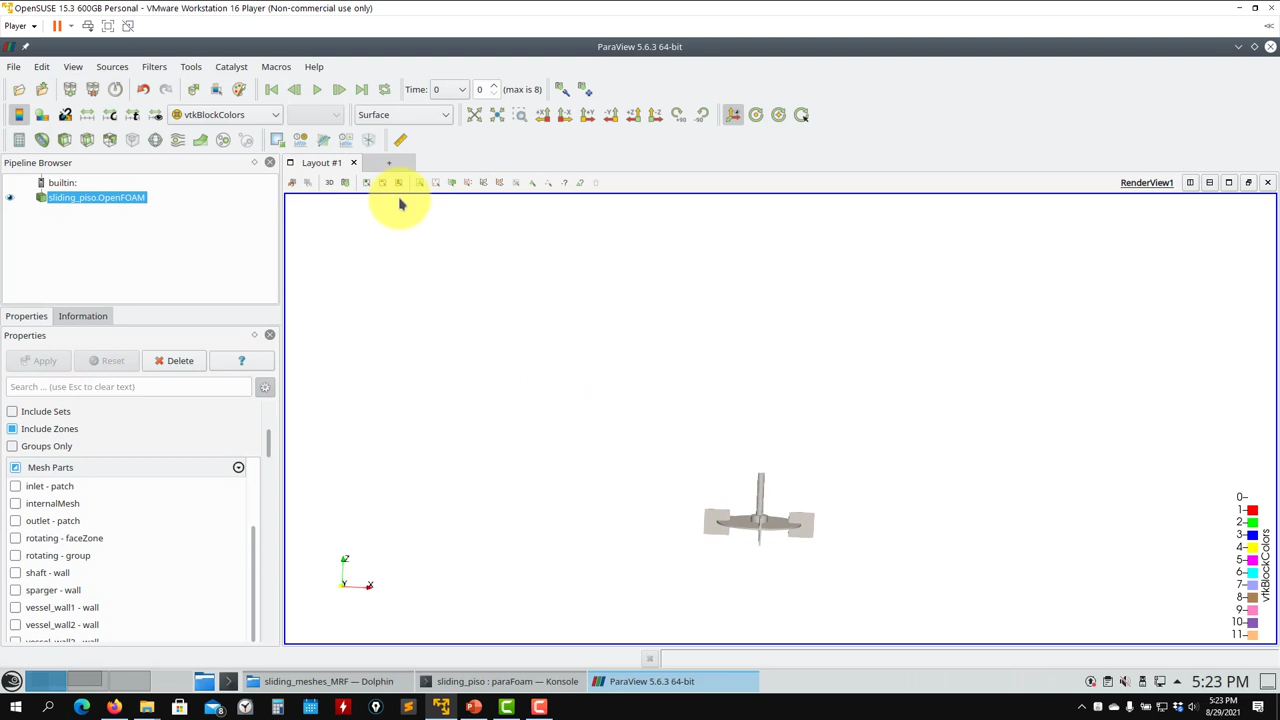 OpenSUSE 15.3 600GB Personal - VMware Workstation 16 Player (Non-commercial use only)
Player
ParaView 5.6.3 64-bit
File Edit View Sources Filters Tools Catalyst Macros Help
Time: 0 0 (max is 8)
vtkBlockColors Surface +X -X +Y -Y +Z -Z +90 -90
Pipeline Browser
Layout #1
builtin:
3D
RenderView1
sliding_piso.OpenFOAM
Properties Information
Properties
Apply Reset Delete ?
Search ... (use Esc to clear text)
Include Sets
Include Zones
Groups Only
Mesh Parts
inlet - patch
internalMesh
outlet - patch
rotating - faceZone
rotating - group
shaft - wall
sparger - wall
vessel_wall1 - wall
vessel_wall2 - wall
vessel_wall3 - wall
Z
Y
X
0
1
2
3
4
5
6
7
8
9
10
11
vtkBlockColors
sliding_meshes_MRF — Dolphin
sliding_piso : paraFoam — Konsole
ParaView 5.6.3 64-bit
5:23 PM
5:23 PM
8/29/2021